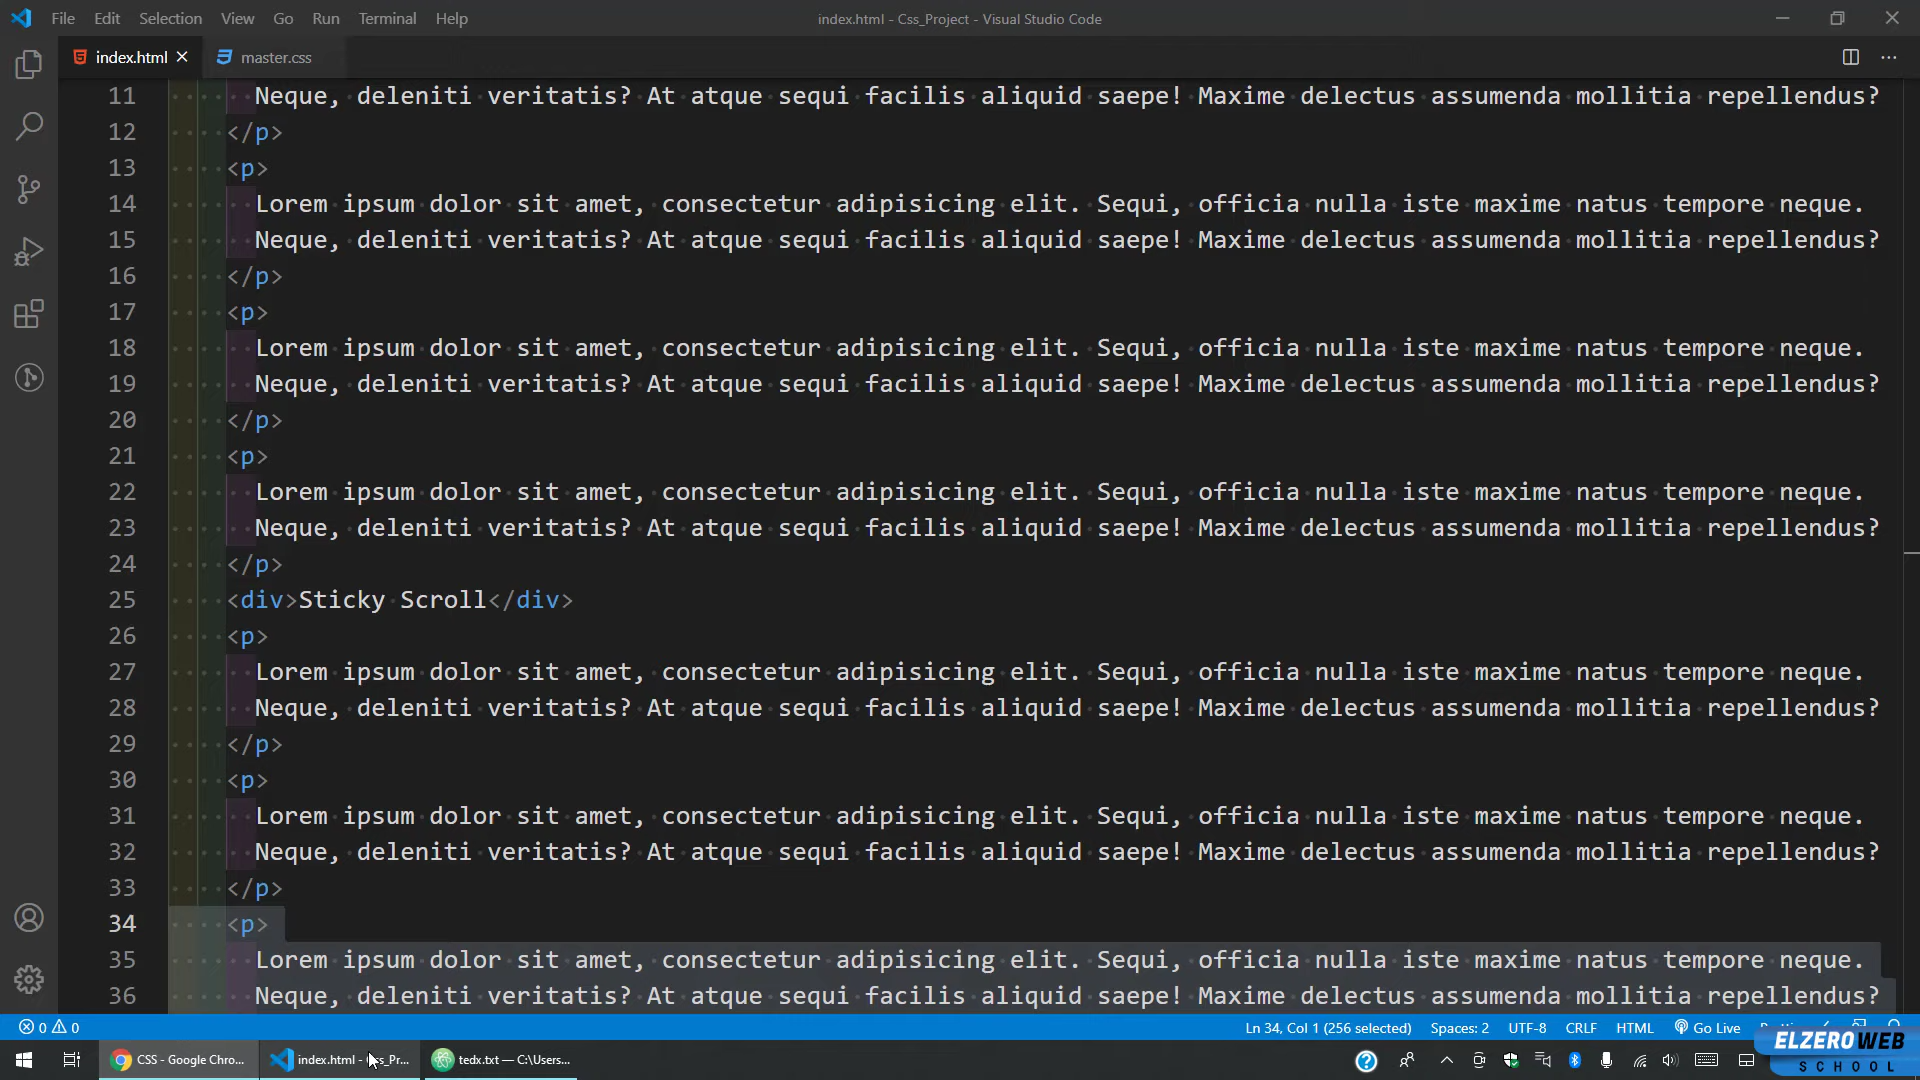 File Edit Selection View Go Run Terminal Help
index.html - Css_Project - Visual Studio Code
index.html
master.css
11 Neque, deleniti veritatis? At atque sequi facilis aliquid saepe! Maxime delectus assumenda mollitia repellendus?
12 </p>
13 <p>
14 Lorem ipsum dolor sit amet, consectetur adipisicing elit. Sequi, officia nulla iste maxime natus tempore neque.
15 Neque, deleniti veritatis? At atque sequi facilis aliquid saepe! Maxime delectus assumenda mollitia repellendus?
16 </p>
17 <p>
18 Lorem ipsum dolor sit amet, consectetur adipisicing elit. Sequi, officia nulla iste maxime natus tempore neque.
19 Neque, deleniti veritatis? At atque sequi facilis aliquid saepe! Maxime delectus assumenda mollitia repellendus?
20 </p>
21 <p>
22 Lorem ipsum dolor sit amet, consectetur adipisicing elit. Sequi, officia nulla iste maxime natus tempore neque.
23 Neque, deleniti veritatis? At atque sequi facilis aliquid saepe! Maxime delectus assumenda mollitia repellendus?
24 </p>
25 <div>Sticky Scroll</div>
26 <p>
27 Lorem ipsum dolor sit amet, consectetur adipisicing elit. Sequi, officia nulla iste maxime natus tempore neque.
28 Neque, deleniti veritatis? At atque sequi facilis aliquid saepe! Maxime delectus assumenda mollitia repellendus?
29 </p>
30 <p>
31 Lorem ipsum dolor sit amet, consectetur adipisicing elit. Sequi, officia nulla iste maxime natus tempore neque.
32 Neque, deleniti veritatis? At atque sequi facilis aliquid saepe! Maxime delectus assumenda mollitia repellendus?
33 </p>
34 <p>
35 Lorem ipsum dolor sit amet, consectetur adipisicing elit. Sequi, officia nulla iste maxime natus tempore neque.
36 Neque, deleniti veritatis? At atque sequi facilis aliquid saepe! Maxime delectus assumenda mollitia repellendus?
0 0 Ln 34, Col 1 (256 selected) Spaces: 2 UTF-8 CRLF HTML Go Live
ELZEROWEB
SCHOOL
CSS - Google Chro... index.html - Css_Pr... tedx.txt — C:\Users...